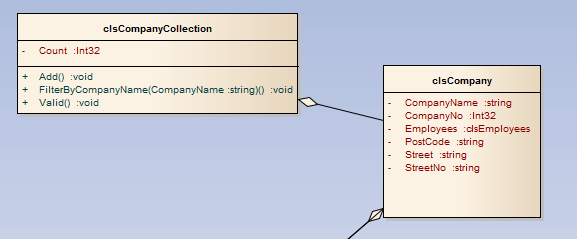 clsCompanyCollection
- Count :Int32
+ Add() :void
+ FilterByCompanyName(CompanyName :string)() :void
+ Valid() :void
clsCompany
- CompanyName :string
- CompanyNo :Int32
- Employees :clsEmployees
- PostCode :string
- Street :string
- StreetNo :string